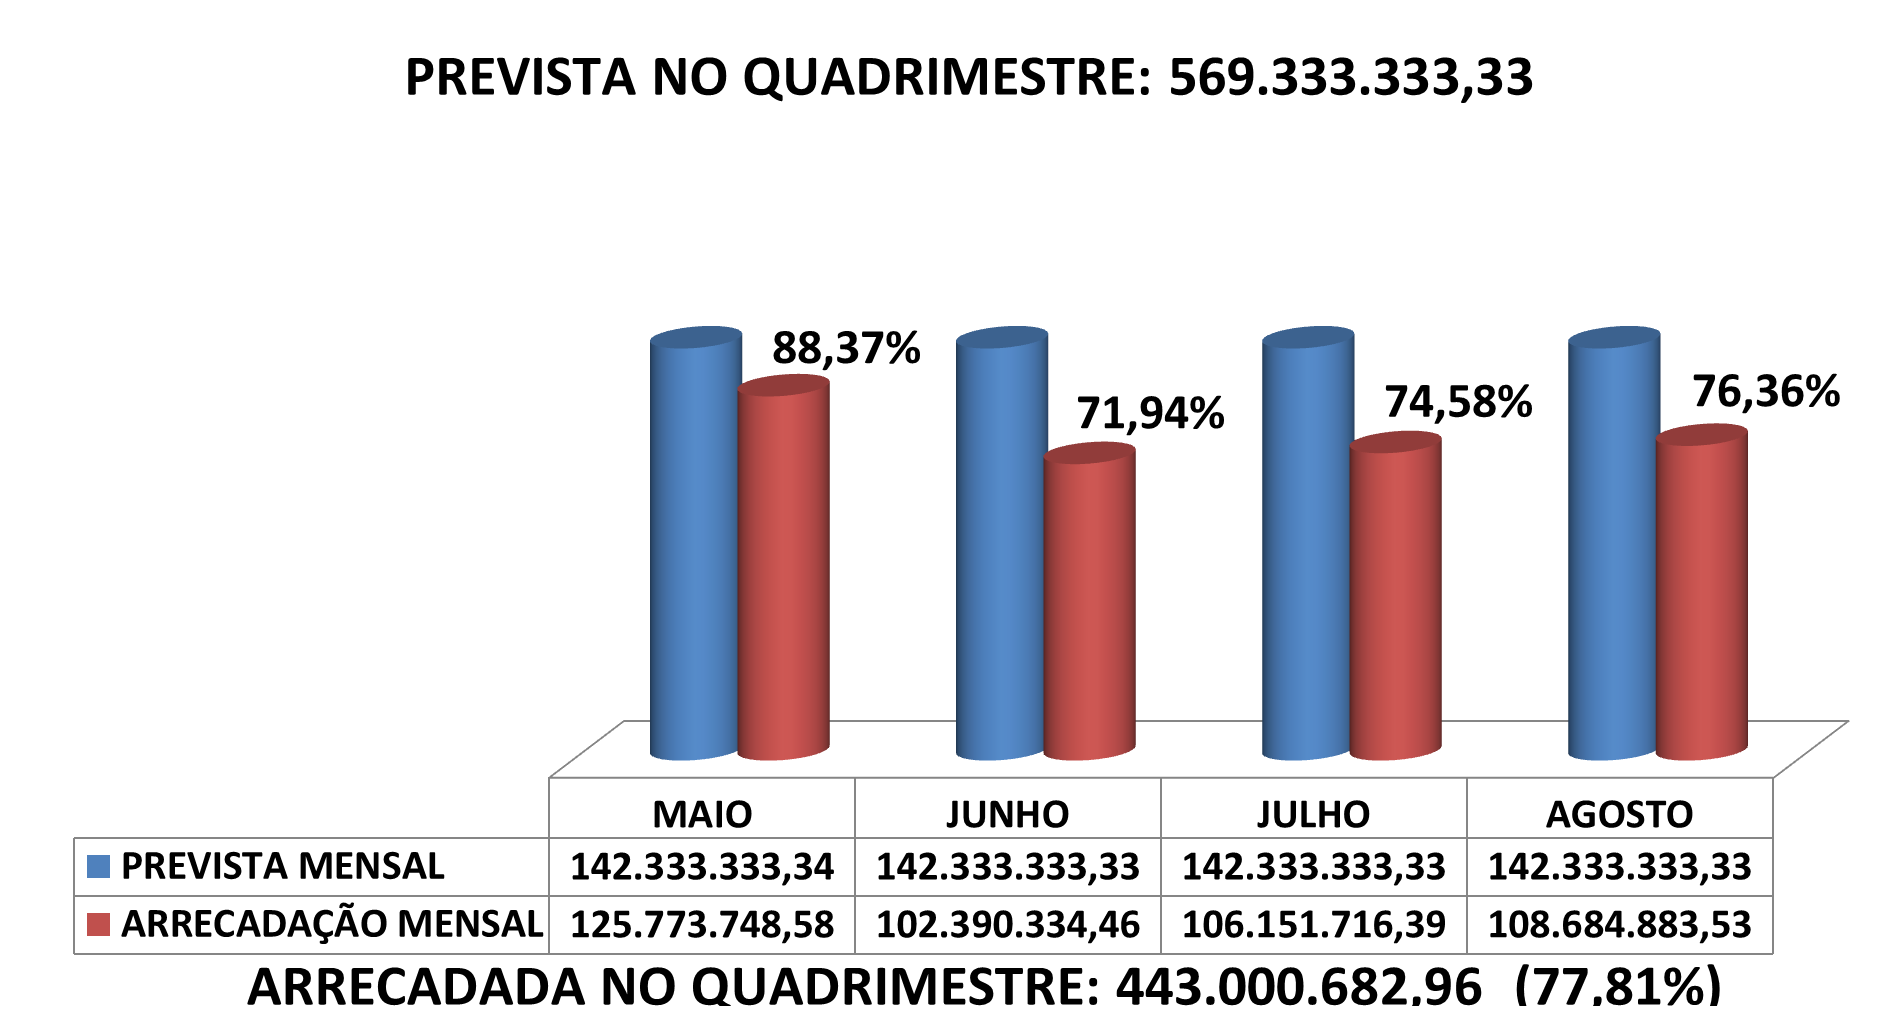 PREVISTA NO QUADRIMESTRE: 569.333.333,33
88,37%
71,94%
74,58%
76,36%
MAIO JUNHO JULHO AGOSTO
PREVISTA MENSAL 142.333.333,34 142.333.333,33 142.333.333,33 142.333.333,33
ARRECADAÇÃO MENSAL 125.773.748,58 102.390.334,46 106.151.716,39 108.684.883,53
ARRECADADA NO QUADRIMESTRE: 443.000.682,96 (77,81%)